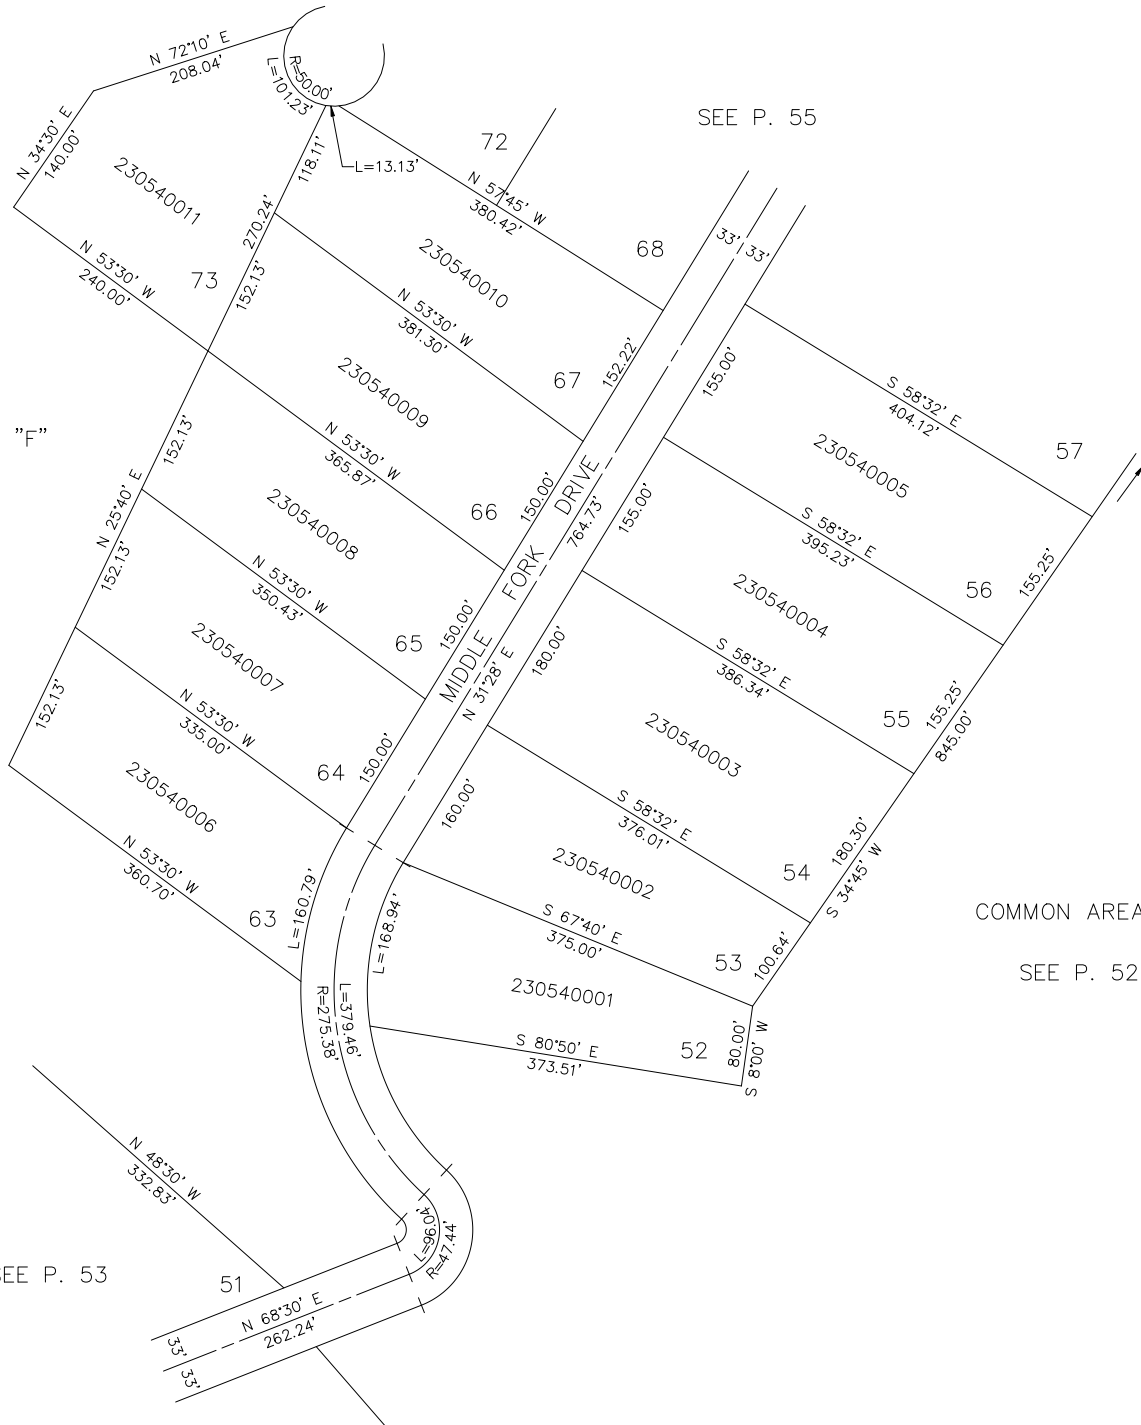 N 72°10' E
208.04'
R=50.00'
L=101.23'
SEE P. 55
N 34°30' E
140.00'
72
L=13.13'
118.11'
230540011
N 57°45' W
380.42'
270.24'
68
33' 33'
230540010
73
N 53°30' W
240.00'
152.13'
N 53°30' W
381.30'
152.22'
155.00'
67
S 58°32' E
404.12'
230540009
"F"
152.13'
57
230540005
N 53°30' W
365.87'
DRIVE
150.00'
155.00'
764.73'
N 25°40' E
66
230540008
S 58°32' E
395.23'
152.13'
FORK
155.25'
N 53°30' W
350.43'
56
230540004
65
150.00'
180.00'
230540007
S 58°32' E
386.34'
MIDDLE
N 31°28' E
152.13'
155.25'
845.00'
55
N 53°30' W
335.00'
230540003
64
150.00'
160.00'
230540006
S 58°32' E
376.01'
180.30'
S 34°45' W
54
N 53°30' W
360.70'
230540002
63
L=160.79'
L=168.94'
S 67°40' E
375.00'
COMMON AREA
53
100.64'
SEE P. 52
230540001
R=275.38'
L=379.46'
S 80°50' E
373.51'
52
80.00'
S 8°00' W
N 48°30' W
332.83'
L=96.04'
R=47.44'
SEE P. 53
51
N 68°30' E
262.24'
33'
33'